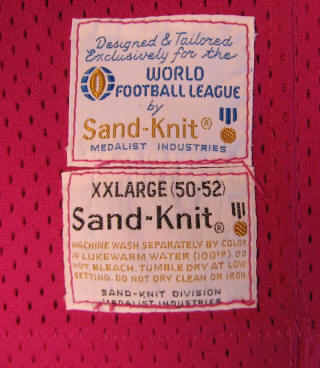 Designed & Tailored
Exclusively for the
WORLD
FOOTBALL LEAGUE
by
Sand-Knit®
MEDALIST INDUSTRIES
XXLARGE (50-52)
Sand-Knit®
MACHINE WASH SEPARATELY BY COLOR
IN LUKEWARM WATER (100°F). DO
NOT BLEACH. TUMBLE DRY AT LOW
SETTING. DO NOT DRY CLEAN OR IRON.
SAND-KNIT DIVISION
MEDALIST INDUSTRIES